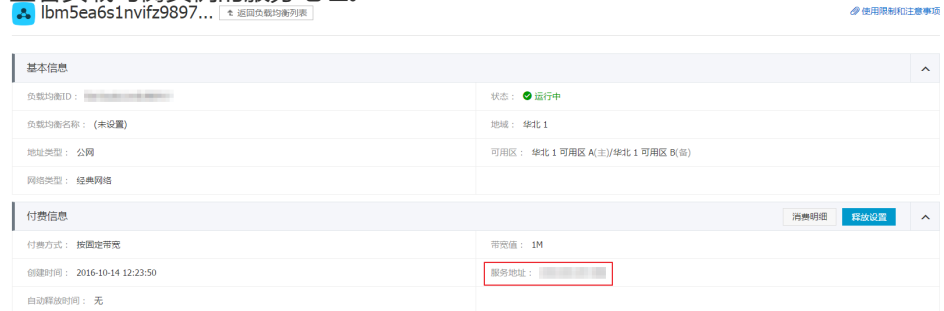 lbm5ea6s1nvifz9897... 返回负载均衡列表 使用限制和注意事项
基本信息
负载均衡ID： 状态： 运行中
负载均衡名称： (未设置) 地域： 华北 1
地址类型： 公网 可用区： 华北 1 可用区 A(主)/华北 1 可用区 B(备)
网络类型： 经典网络
付费信息 消费明细 释放设置
付费方式： 按固定带宽 带宽值： 1M
创建时间： 2016-10-14 12:23:50 服务地址：
自动释放时间： 无